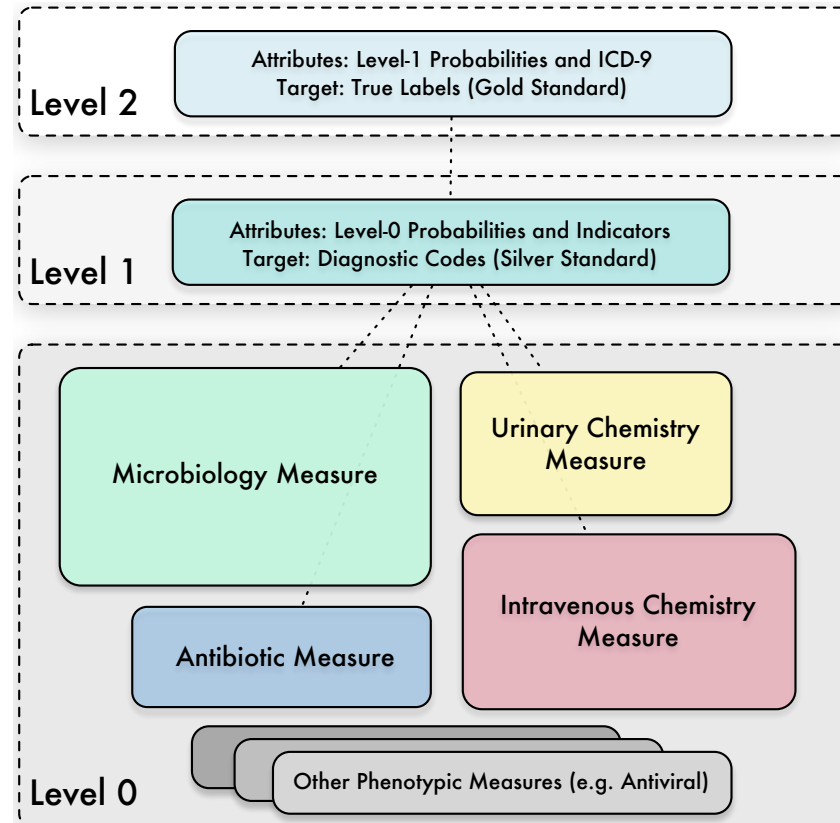 Attributes: Level-1 Probabilities and ICD-9
Target: True Labels (Gold Standard)
Level 2
Attributes: Level-0 Probabilities and Indicators
Target: Diagnostic Codes (Silver Standard)
Level 1
Microbiology Measure
Urinary Chemistry
Measure
Antibiotic Measure
Intravenous Chemistry
Measure
Other Phenotypic Measures (e.g. Antiviral)
Level 0